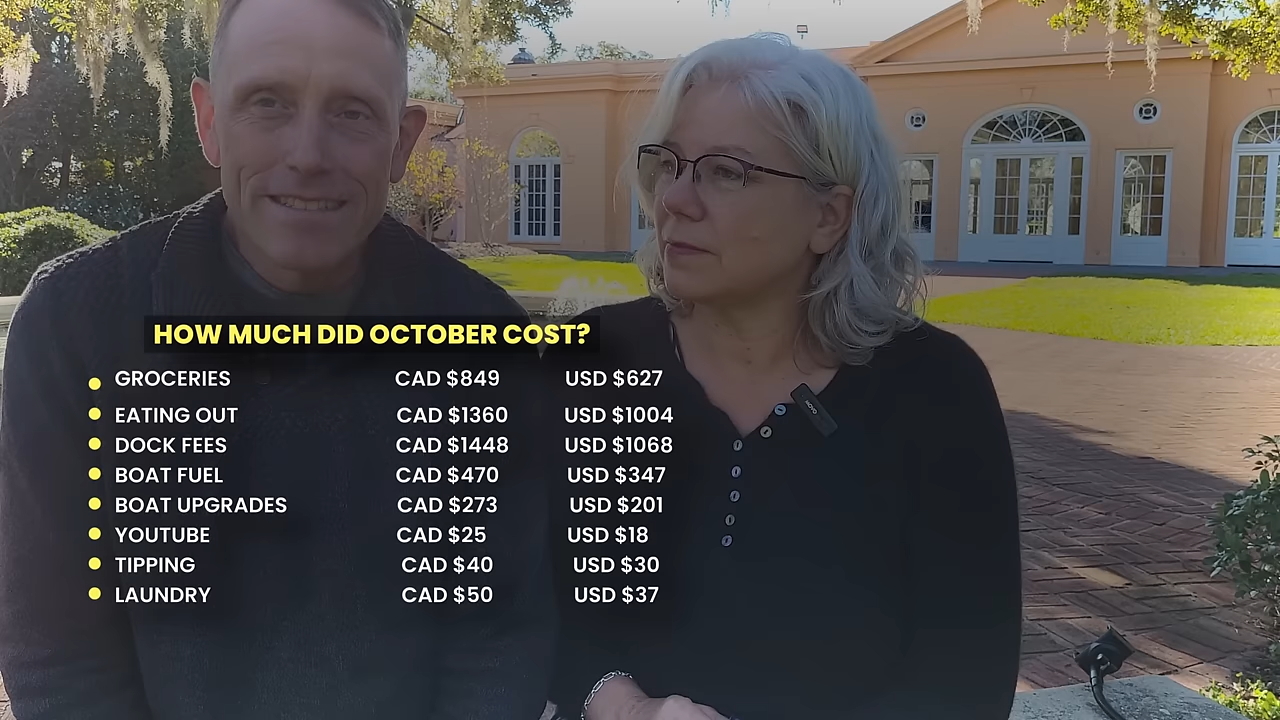 HOW MUCH DID OCTOBER COST?
GROCERIES CAD $849 USD $627
EATING OUT CAD $1360 USD $1004
DOCK FEES CAD $1448 USD $1068
BOAT FUEL CAD $470 USD $347
BOAT UPGRADES CAD $273 USD $201
YOUTUBE CAD $25 USD $18
TIPPING CAD $40 USD $30
LAUNDRY CAD $50 USD $37